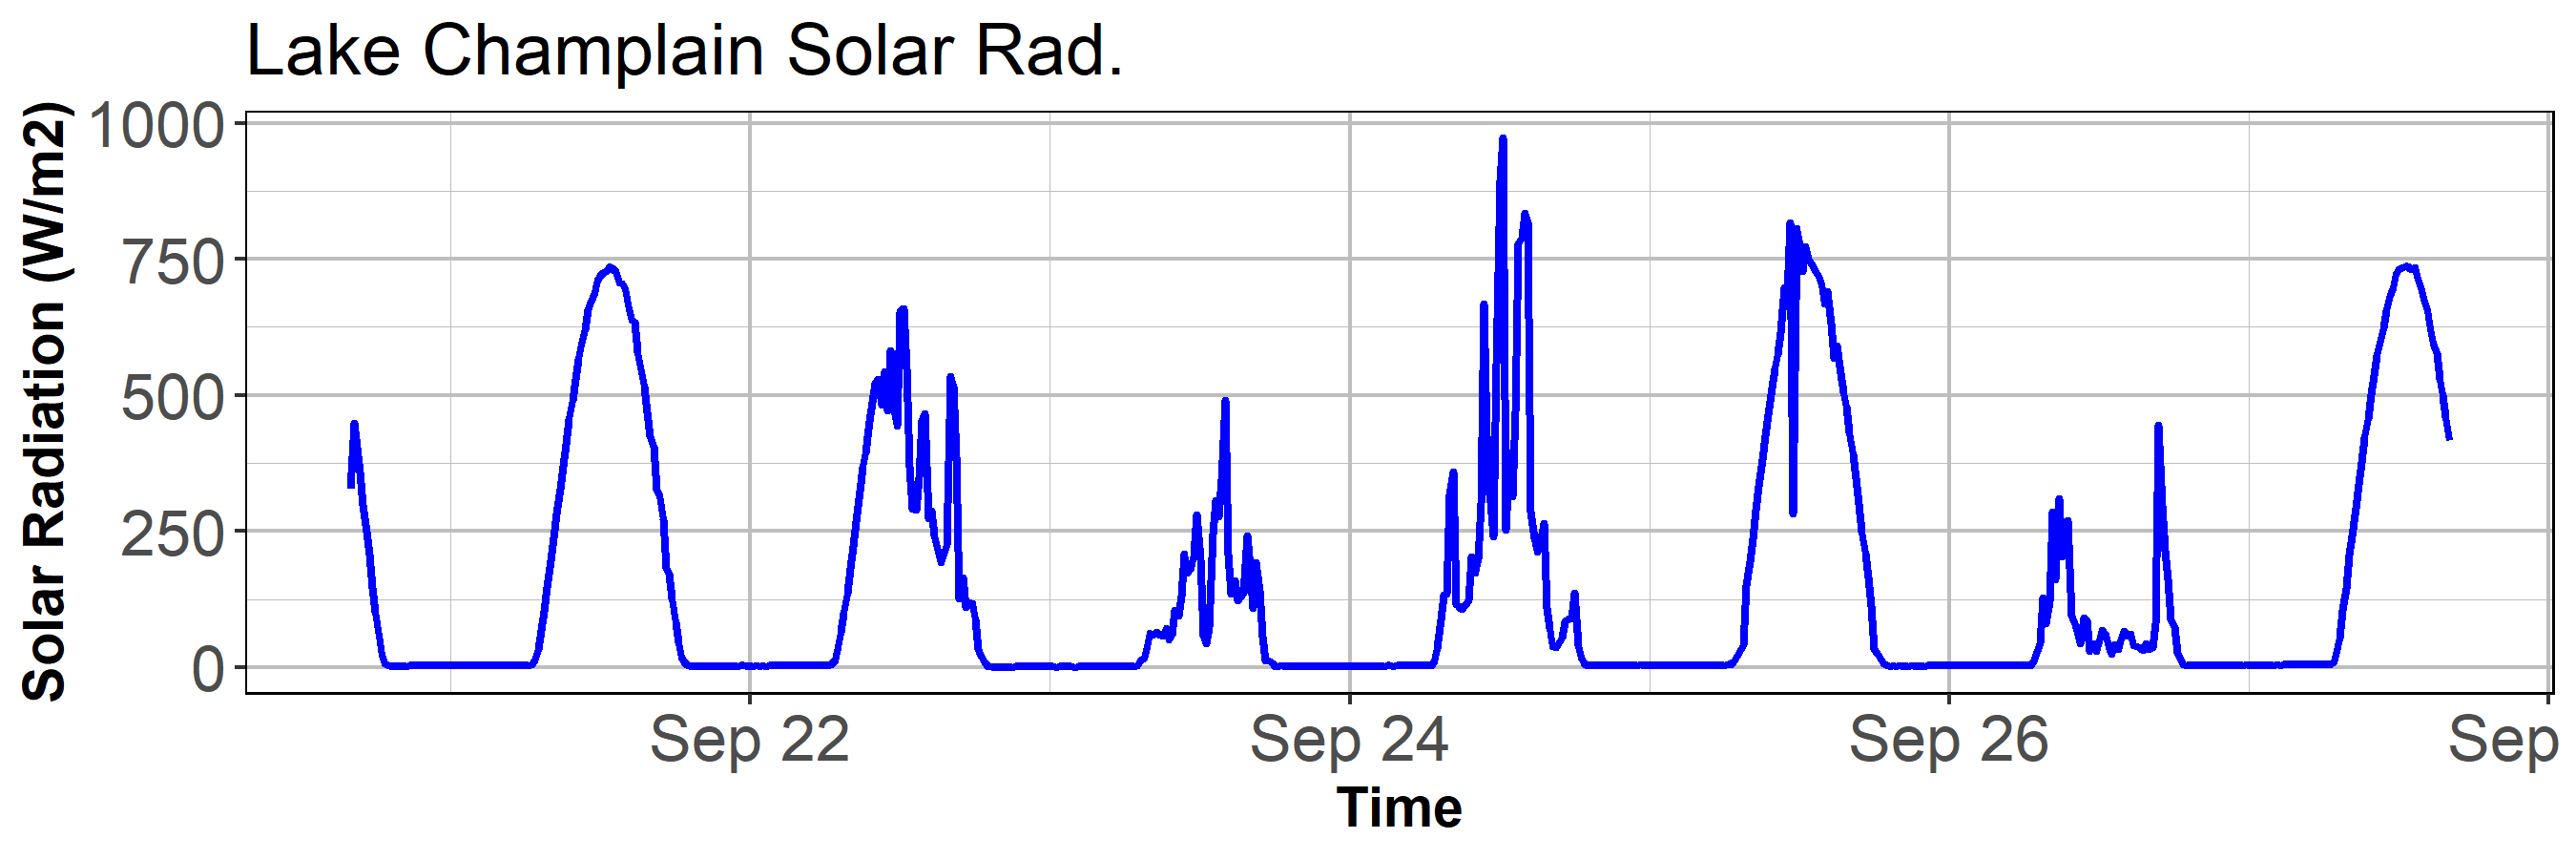 Lake Champlain Solar Rad.
Solar Radiation (W/m2)
1000
750
500
250
0
Sep 22
Sep 24
Sep 26
Sep
Time